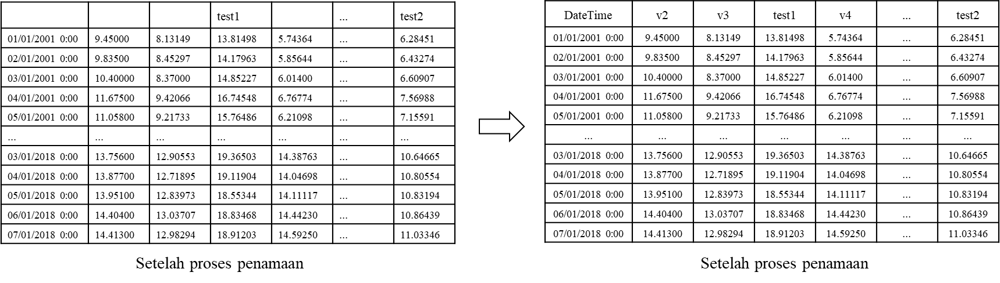 test1 ... test2
01/01/2001 0:00 9.45000 8.13149 13.81498 5.74364 ... 6.28451
02/01/2001 0:00 9.83500 8.45297 14.17963 5.85644 ... 6.43274
03/01/2001 0:00 10.40000 8.37000 14.85227 6.01400 ... 6.60907
04/01/2001 0:00 11.67500 9.42066 16.74548 6.76774 ... 7.56988
05/01/2001 0:00 11.05800 9.21733 15.76486 6.21098 ... 7.15591
... ... ... ... ... ... ...
03/01/2018 0:00 13.75600 12.90553 19.36503 14.38763 ... 10.64665
04/01/2018 0:00 13.87700 12.71895 19.11904 14.04698 ... 10.80554
05/01/2018 0:00 13.95100 12.83973 18.55344 14.11117 ... 10.83194
06/01/2018 0:00 14.40400 13.03707 18.83468 14.44230 ... 10.86439
07/01/2018 0:00 14.41300 12.98294 18.91203 14.59250 ... 11.03346
Setelah proses penamaan
DateTime v2 v3 test1 v4 ... test2
01/01/2001 0:00 9.45000 8.13149 13.81498 5.74364 ... 6.28451
02/01/2001 0:00 9.83500 8.45297 14.17963 5.85644 ... 6.43274
03/01/2001 0:00 10.40000 8.37000 14.85227 6.01400 ... 6.60907
04/01/2001 0:00 11.67500 9.42066 16.74548 6.76774 ... 7.56988
05/01/2001 0:00 11.05800 9.21733 15.76486 6.21098 ... 7.15591
... ... ... ... ... ... ...
03/01/2018 0:00 13.75600 12.90553 19.36503 14.38763 ... 10.64665
04/01/2018 0:00 13.87700 12.71895 19.11904 14.04698 ... 10.80554
05/01/2018 0:00 13.95100 12.83973 18.55344 14.11117 ... 10.83194
06/01/2018 0:00 14.40400 13.03707 18.83468 14.44230 ... 10.86439
07/01/2018 0:00 14.41300 12.98294 18.91203 14.59250 ... 11.03346
Setelah proses penamaan